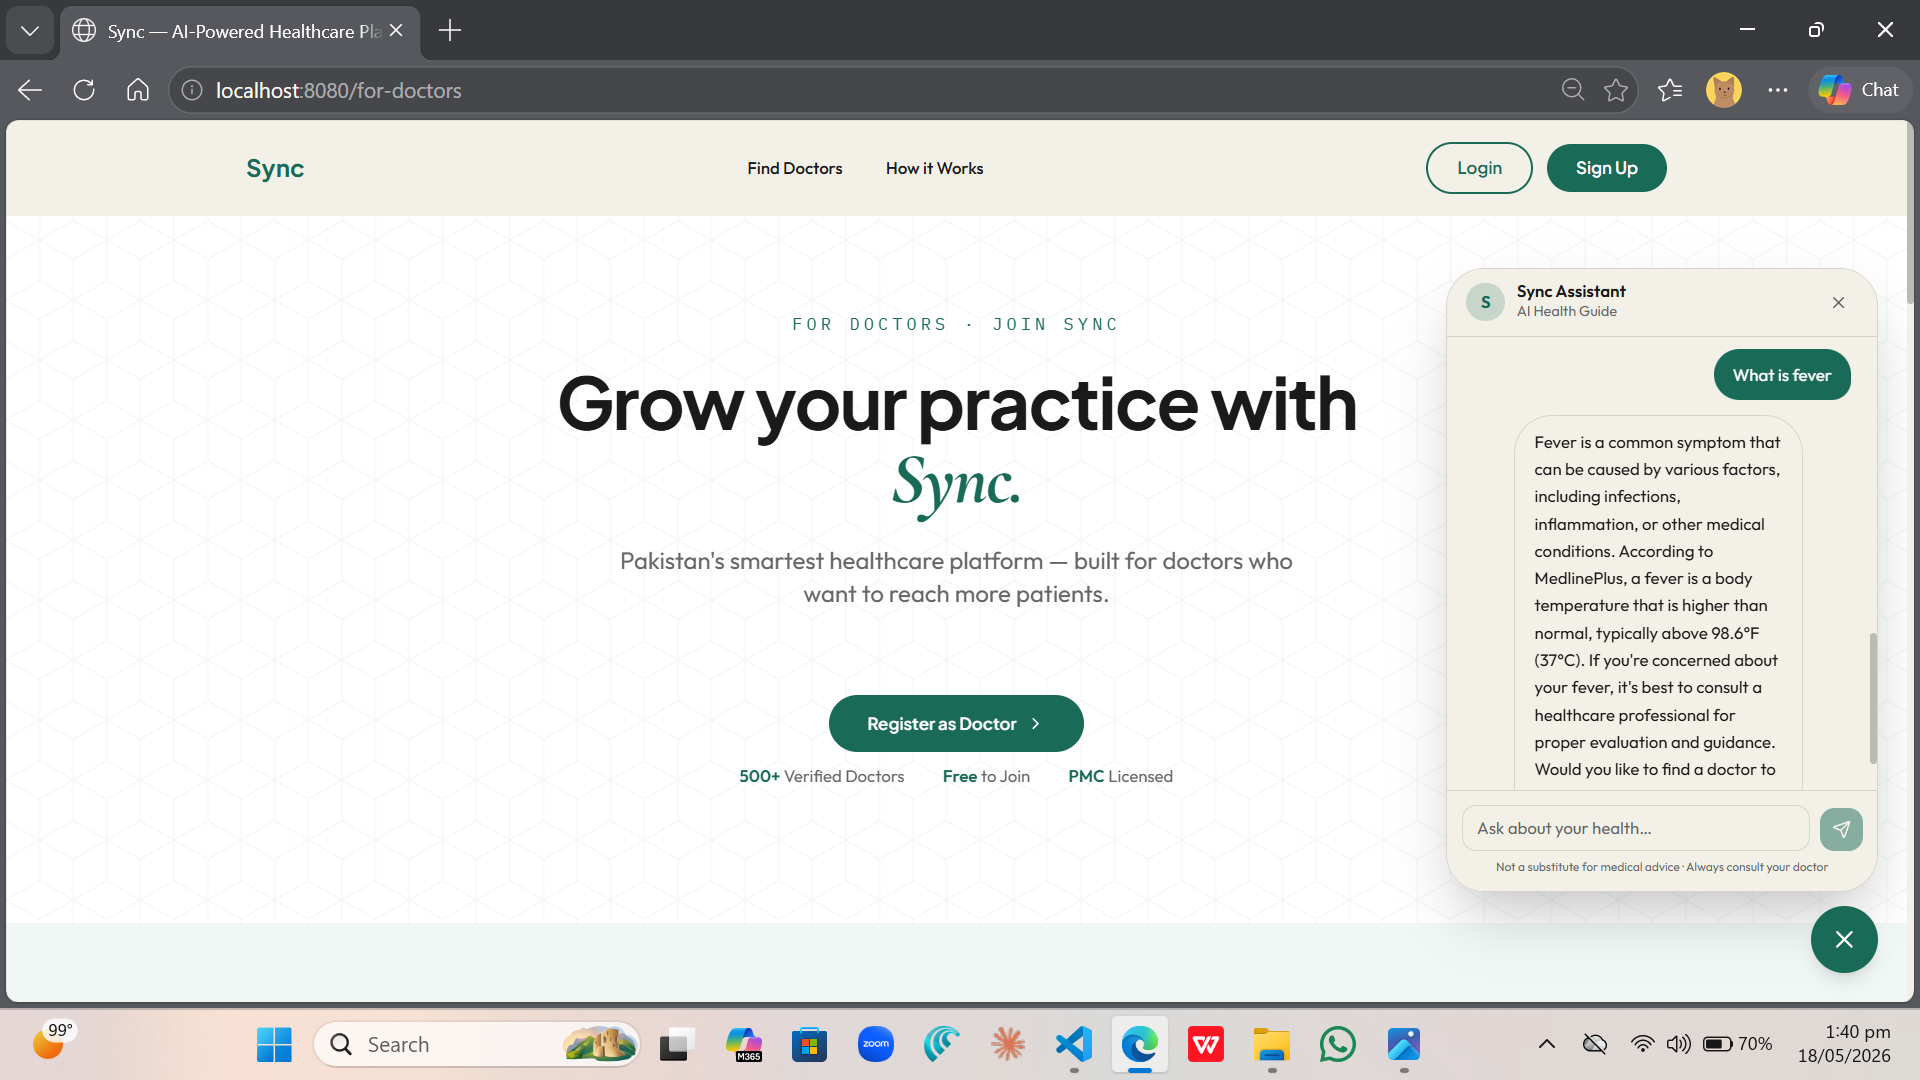 Sync — AI-Powered Healthcare Pla
localhost:8080/for-doctors
Chat
Sync
Find Doctors
How it Works
Login
Sign Up
FOR DOCTORS · JOIN SYNC
Grow your practice with
Sync.
Pakistan's smartest healthcare platform — built for doctors who
want to reach more patients.
Register as Doctor
500+ Verified Doctors
Free to Join
PMC Licensed
S
Sync Assistant
AI Health Guide
What is fever
Fever is a common symptom that
can be caused by various factors,
including infections,
inflammation, or other medical
conditions. According to
MedlinePlus, a fever is a body
temperature that is higher than
normal, typically above 98.6°F
(37°C). If you're concerned about
your fever, it's best to consult a
healthcare professional for
proper evaluation and guidance.
Would you like to find a doctor to
Ask about your health...
Not a substitute for medical advice · Always consult your doctor
99°
Search
M365
zoom
W
70%
1:40 pm
18/05/2026